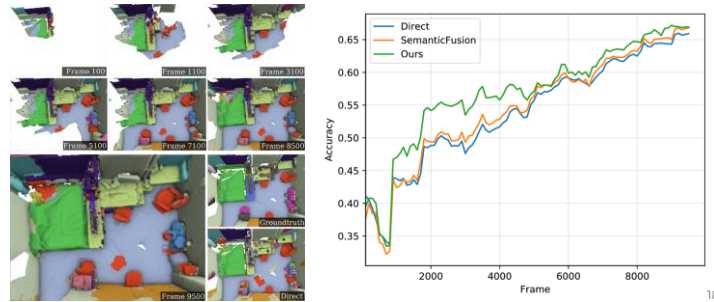 Frame 100
Frame 1100
Frame 3100
Frame 5100
Frame 7100
Frame 8500
Groundtruth
Frame 9500
Direct
Direct
SemanticFusion
Ours
Accuracy
0.65
0.60
0.55
0.50
0.45
0.40
0.35
2000
4000
6000
8000
Frame